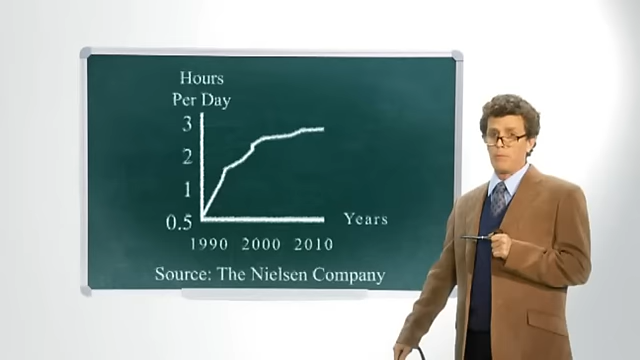 Hours
Per Day
3
2
1
0.5
Years
1990 2000 2010
Source: The Nielsen Company